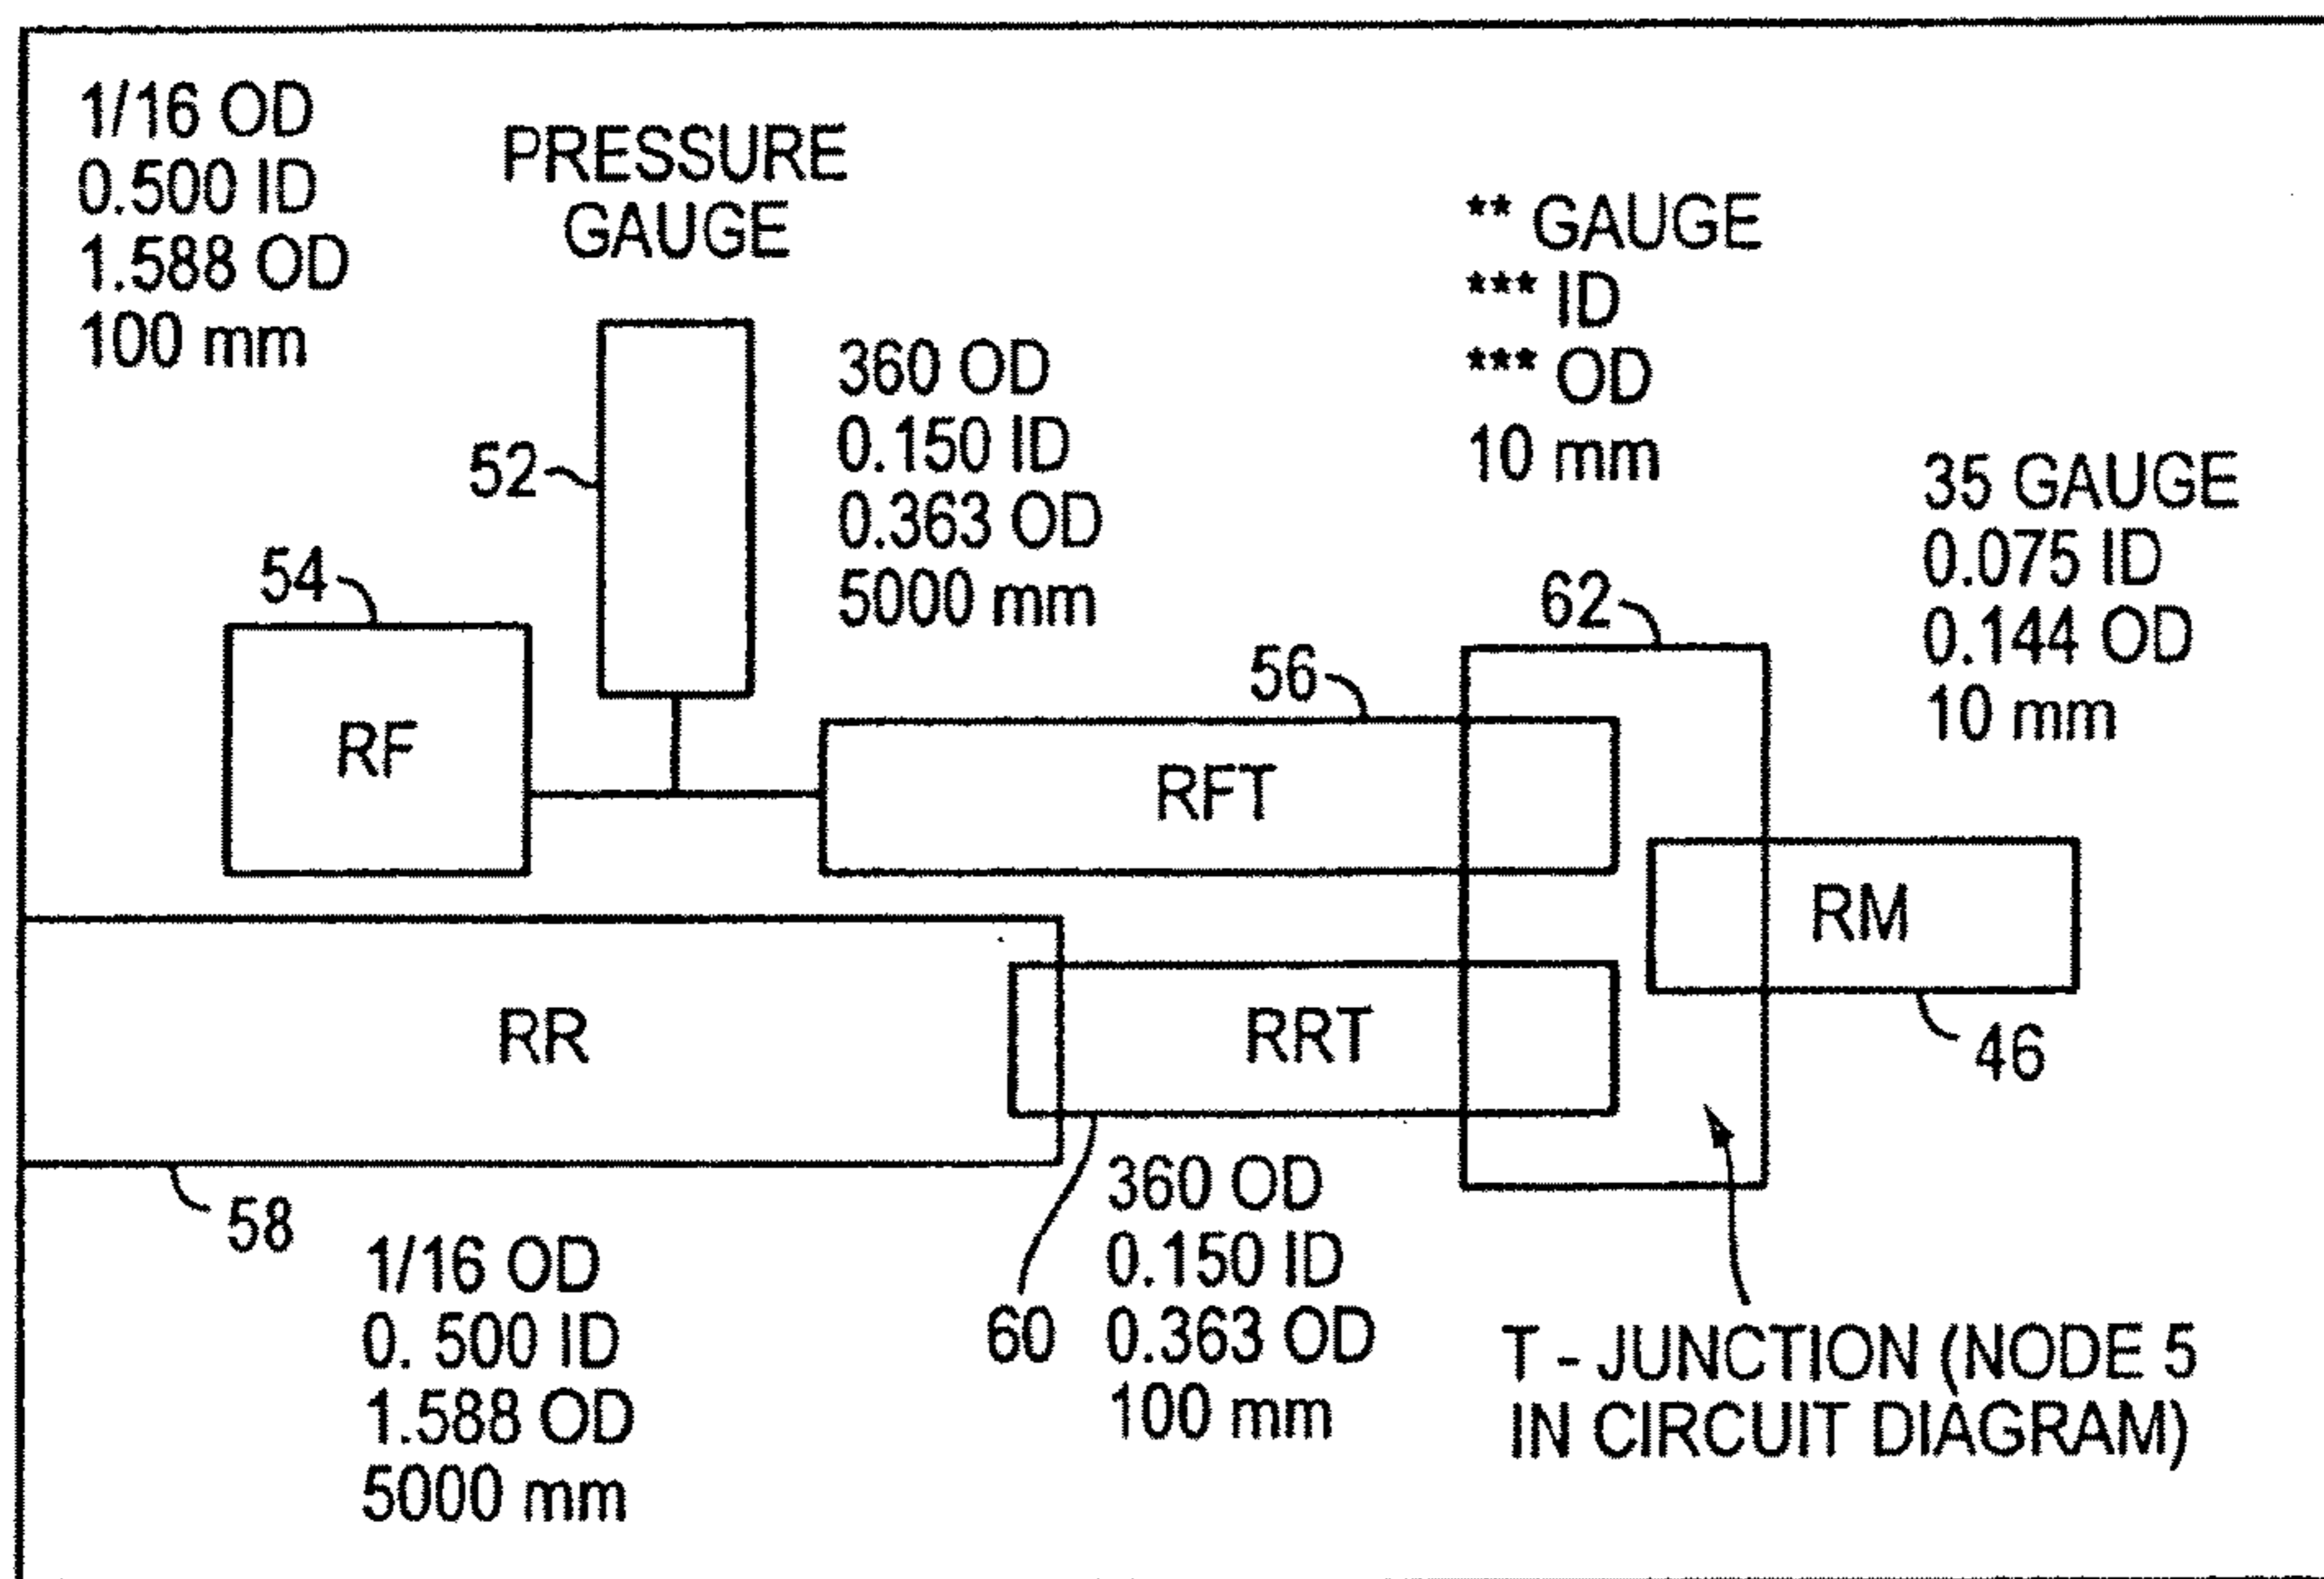 1/16 OD
0.500 ID
1.588 OD
100 mm
PRESSURE
GAUGE
** GAUGE
*** ID
*** OD
10 mm
360 OD
0.150 ID
0.363 OD
5000 mm
35 GAUGE
0.075 ID
0.144 OD
10 mm
52
54
62
56
RF
RFT
RM
RR
RRT
46
58
1/16 OD
0. 500 ID
1.588 OD
5000 mm
60
360 OD
0.150 ID
0.363 OD
100 mm
T - JUNCTION (NODE 5
IN CIRCUIT DIAGRAM)